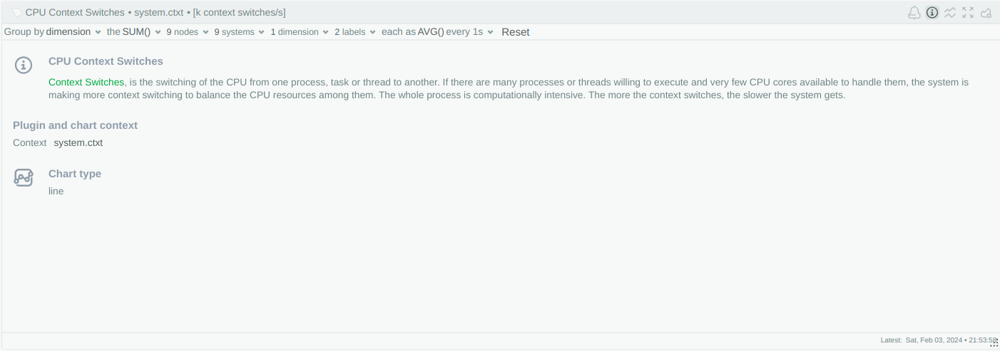 CPU Context Switches • system.ctxt • [k context switches/s]
Group by dimension the SUM() 9 nodes 9 systems 1 dimension 2 labels each as AVG() every 1s Reset
CPU Context Switches
Context Switches, is the switching of the CPU from one process, task or thread to another. If there are many processes or threads willing to execute and very few CPU cores available to handle them, the system is
making more context switching to balance the CPU resources among them. The whole process is computationally intensive. The more the context switches, the slower the system gets.
Plugin and chart context
Context system.ctxt
Chart type
line
Latest: Sat, Feb 03, 2024 • 21:53:58